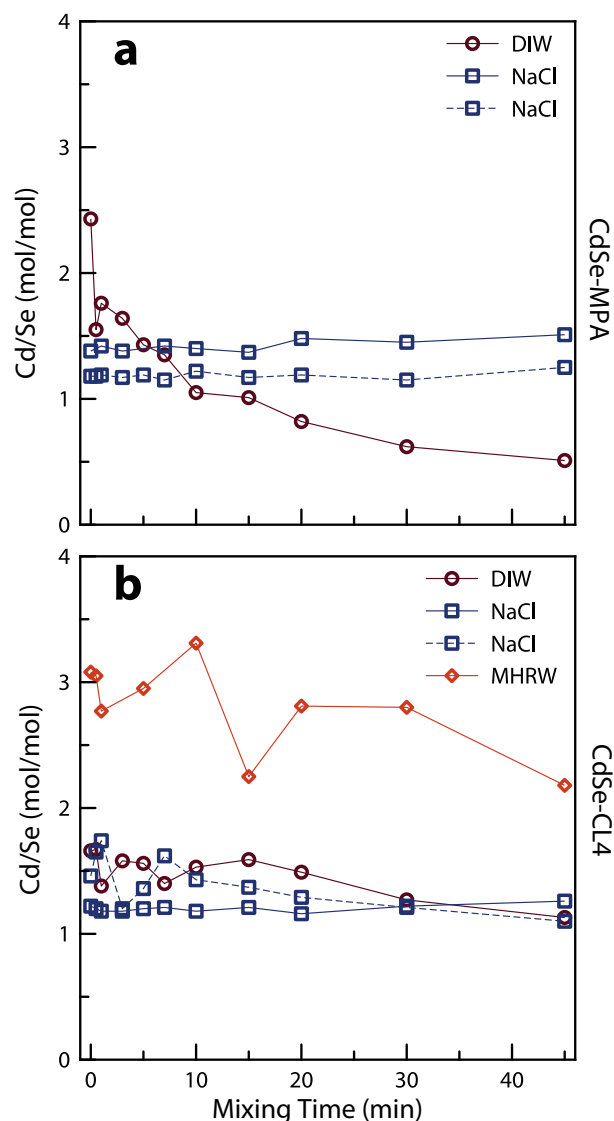 a
DIW
NaCl
NaCl
4
3
2
1
0
Cd/Se (mol/mol)
CdSe-MPA
b
DIW
NaCl
NaCl
MHRW
4
3
2
1
0
Cd/Se (mol/mol)
CdSe-CL4
0 10 20 30 40
Mixing Time (min)